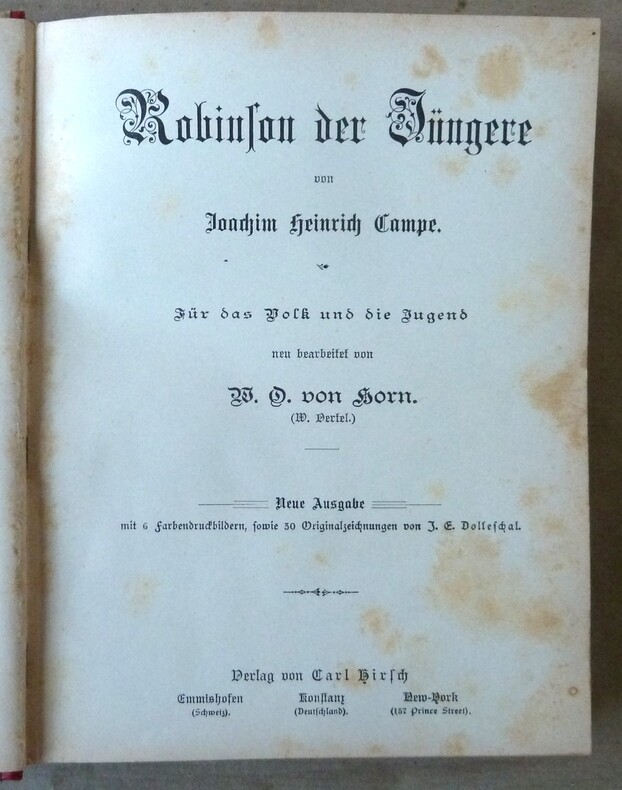 Robinſon der Jüngere
von
Joachim Heinrich Campe.
Für das Volk und die Jugend
neu bearbeitet von
W. O. von Horn.
(W. Oertel.)
Neue Ausgabe
mit 6 Farbendruckbildern, ſowie 30 Originalzeichnungen von J. E. Dolleſchal.
Verlag von Carl Hirſch
Emmishofen Konſtanz New-York
(Schweiz). (Deutſchland). (157 Prince Street).